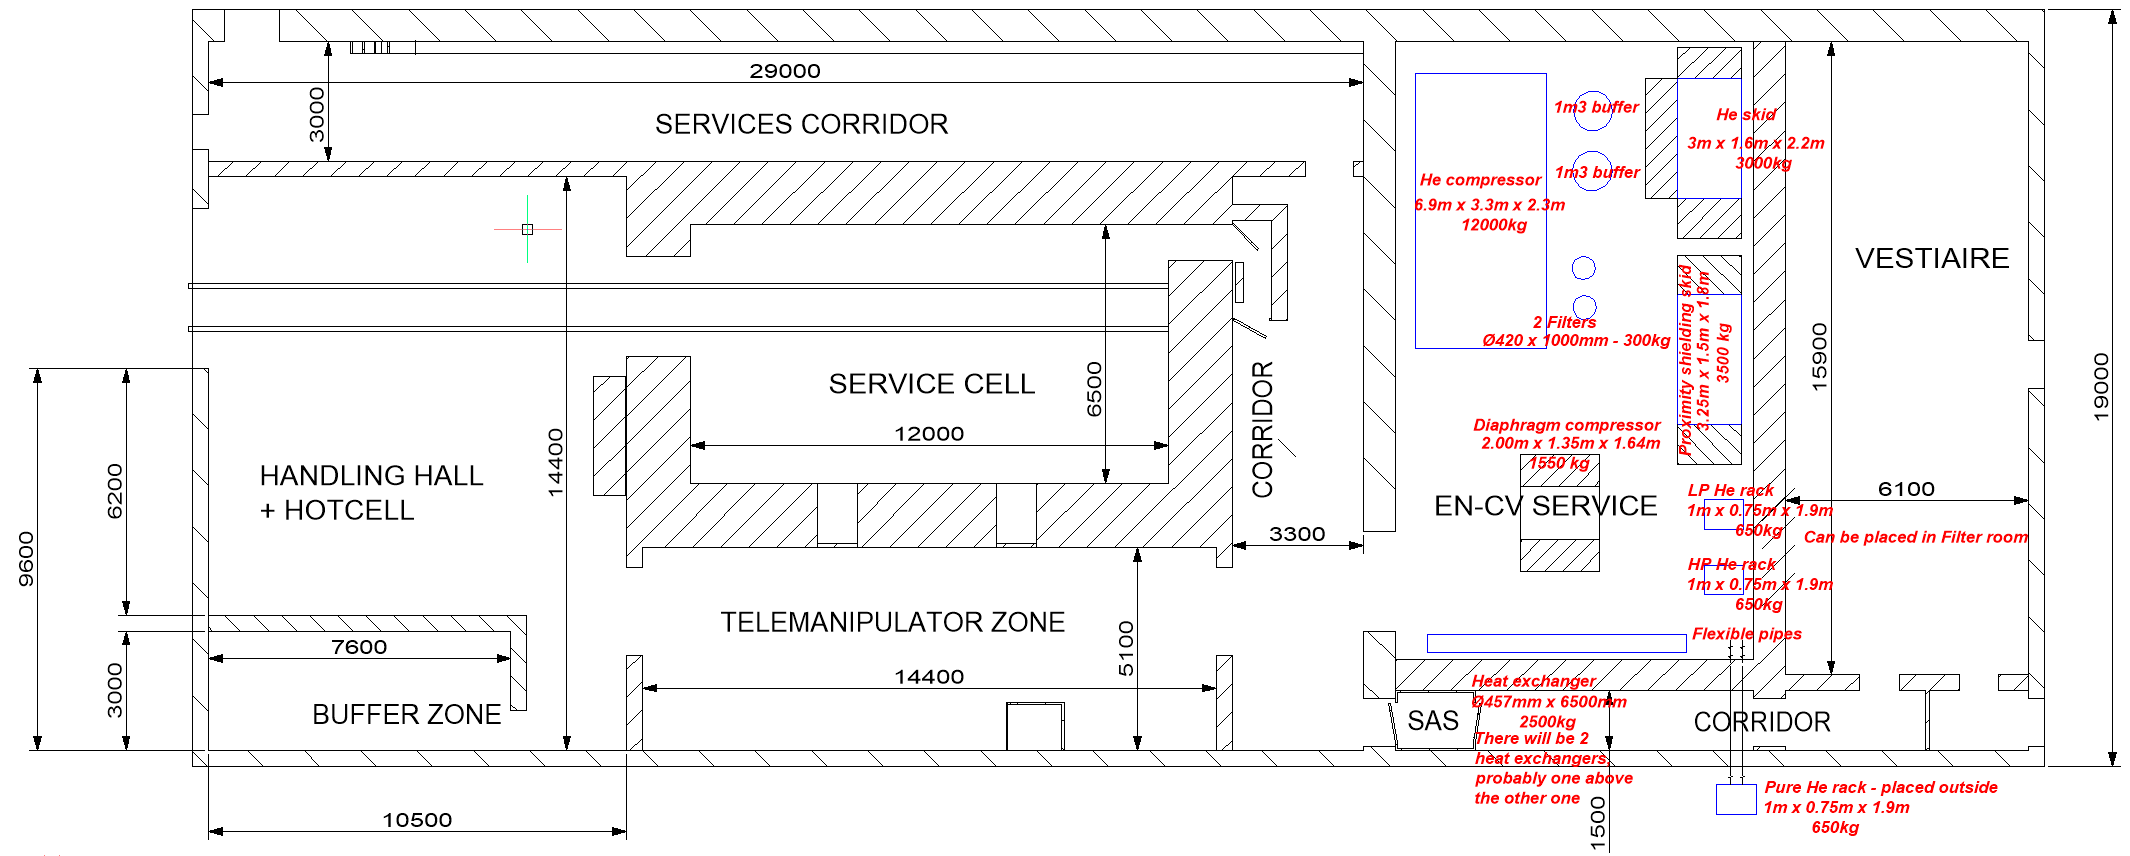 29000
3000
SERVICES CORRIDOR
1m3 buffer
He skid
3m x 1.6m x 2.2m
3000kg
1m3 buffer
He compressor
6.9m x 3.3m x 2.3m
12000kg
VESTIAIRE
Proximity shielding skid
3.25m x 1.5m x 1.8m
3500 kg
2 Filters
Ø420 x 1000mm - 300kg
15900
19000
SERVICE CELL
6500
12000
CORRIDOR
14400
HANDLING HALL
+ HOTCELL
6200
9600
Diaphragm compressor
2.00m x 1.35m x 1.64m
1550 kg
EN-CV SERVICE
LP He rack
1m x 0.75m x 1.9m
650kg
6100
Can be placed in Filter room
3300
HP He rack
1m x 0.75m x 1.9m
650kg
TELEMANIPULATOR ZONE
5100
Flexible pipes
7600
14400
3000
BUFFER ZONE
Heat exchanger
Ø457mm x 6500mm
2500kg
There will be 2
heat exchangers,
probably one above
the other one
SAS
CORRIDOR
1500
Pure He rack - placed outside
1m x 0.75m x 1.9m
650kg
10500